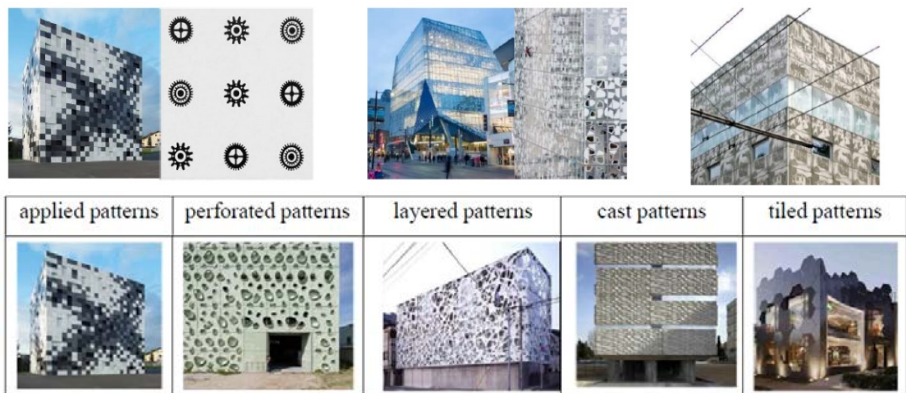 applied patterns
perforated patterns
layered patterns
cast patterns
tiled patterns